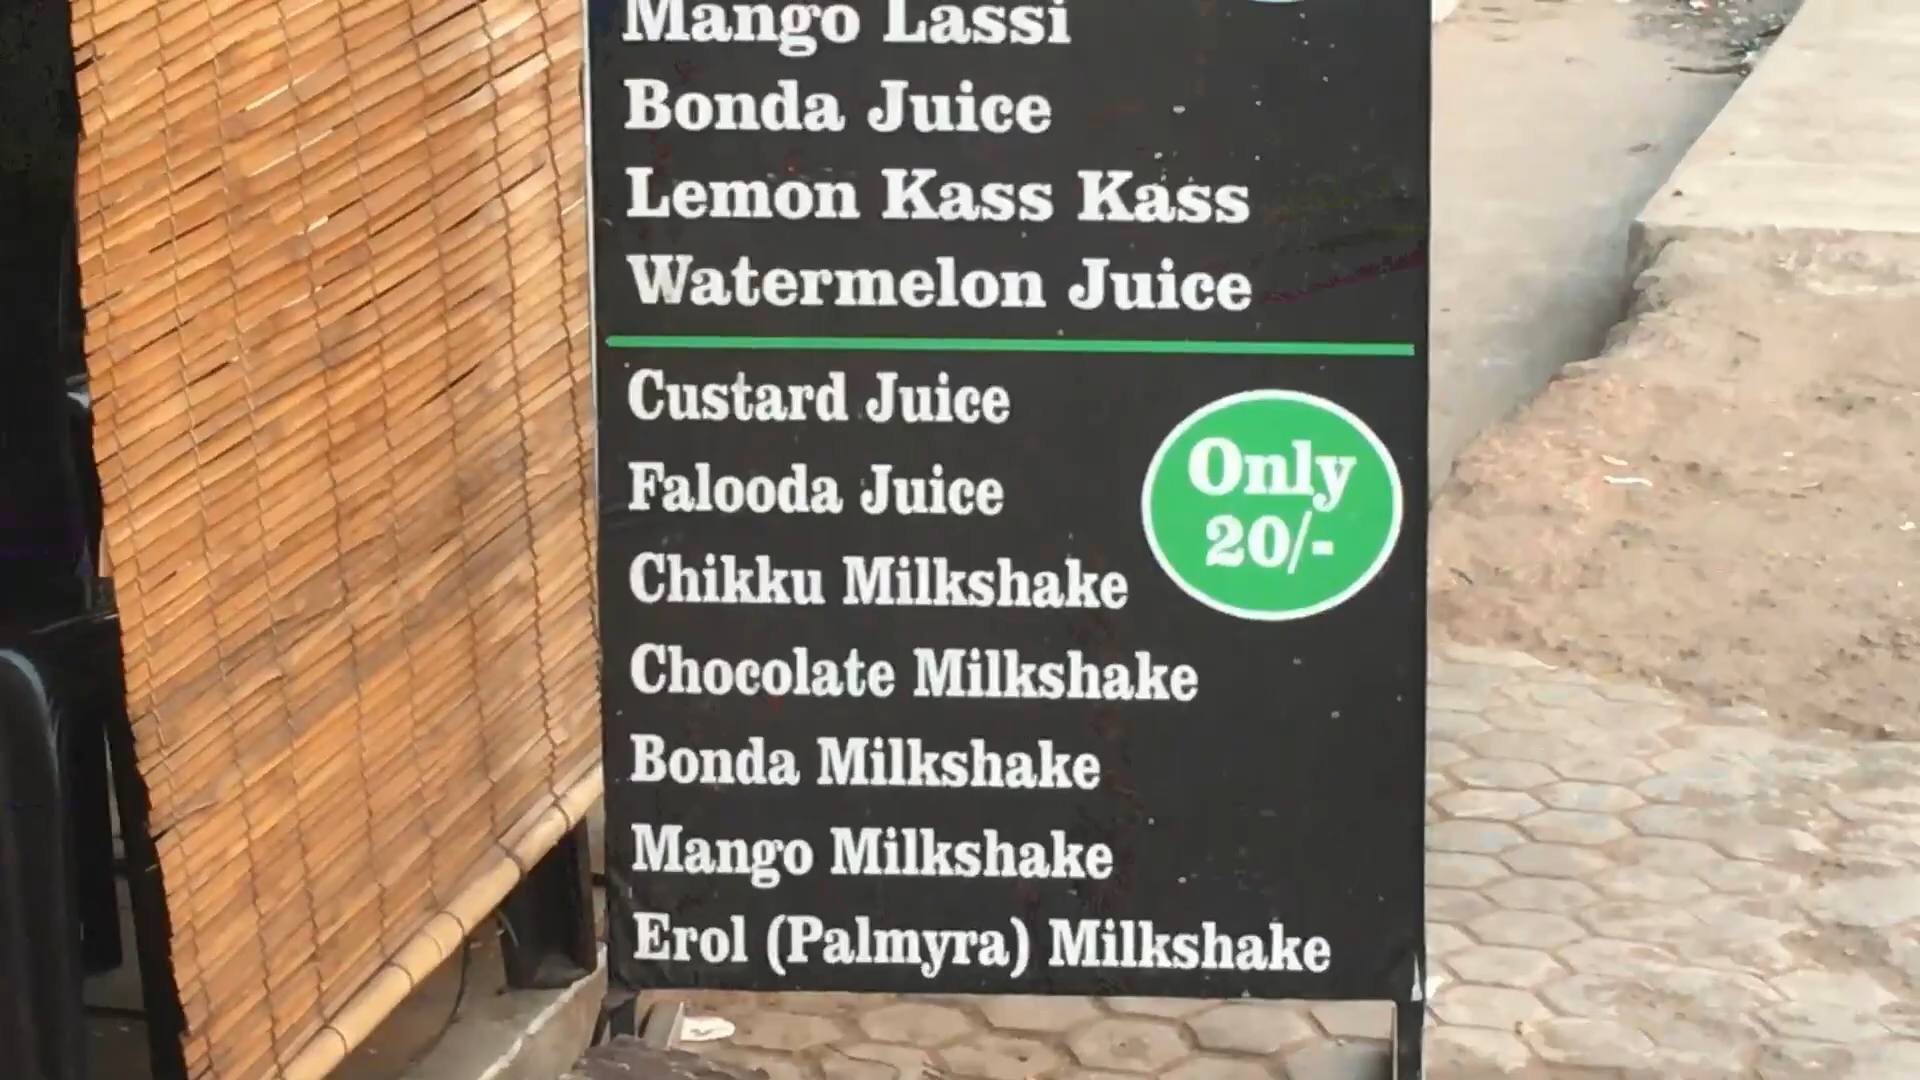 Mango Lassi
Bonda Juice
Lemon Kass Kass
Watermelon Juice
Custard Juice
Falooda Juice
Chikku Milkshake
Chocolate Milkshake
Bonda Milkshake
Mango Milkshake
Erol (Palmyra) Milkshake
Only
20/-